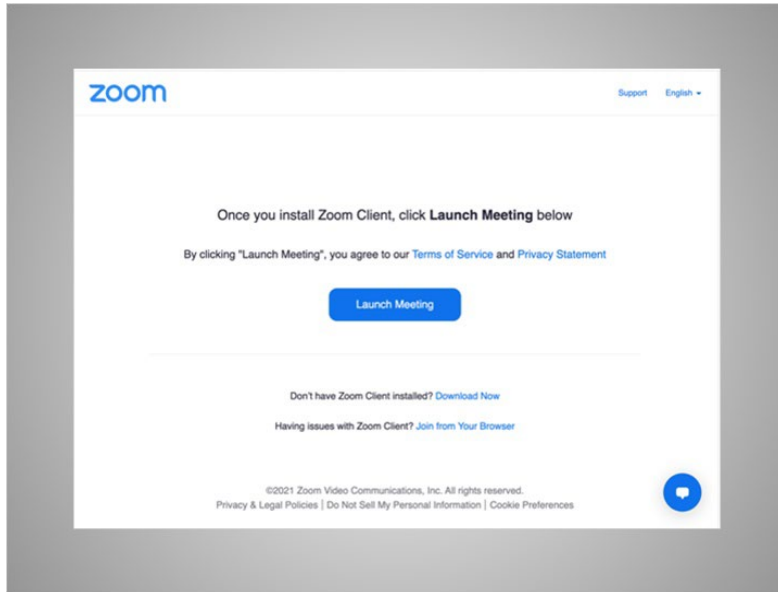 zoom
Support English
Once you install Zoom Client, click Launch Meeting below
By clicking "Launch Meeting", you agree to our Terms of Service and Privacy Statement
Launch Meeting
Don't have Zoom Client installed? Download Now
Having issues with Zoom Client? Join from Your Browser
©2021 Zoom Video Communications, Inc. All rights reserved.
Privacy & Legal Policies | Do Not Sell My Personal Information | Cookie Preferences